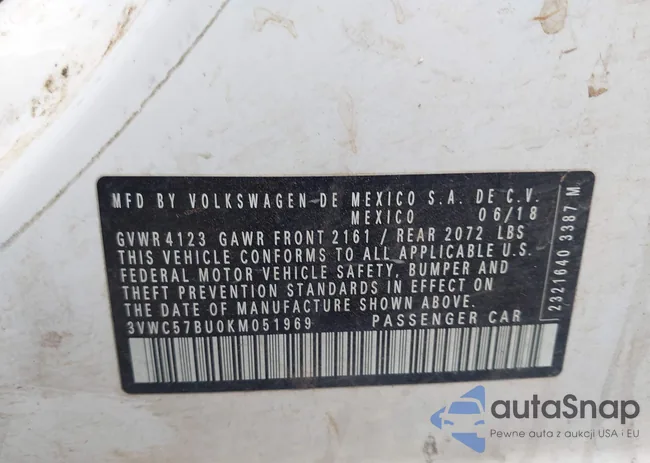 MFD BY VOLKSWAGEN DE MEXICO S.A. DE C.V.
MEXICO 06/18
GVWR 4123 GAWR FRONT 2161 / REAR 2072 LBS
THIS VEHICLE CONFORMS TO ALL APPLICABLE U.S.
FEDERAL MOTOR VEHICLE SAFETY, BUMPER AND
THEFT PREVENTION STANDARDS IN EFFECT ON
THE DATE OF MANUFACTURE SHOWN ABOVE.
3VWC57BU0KM051969 PASSENGER CAR
2321640 3387 M
autaSnap
Pewne auta z aukcji USA i EU